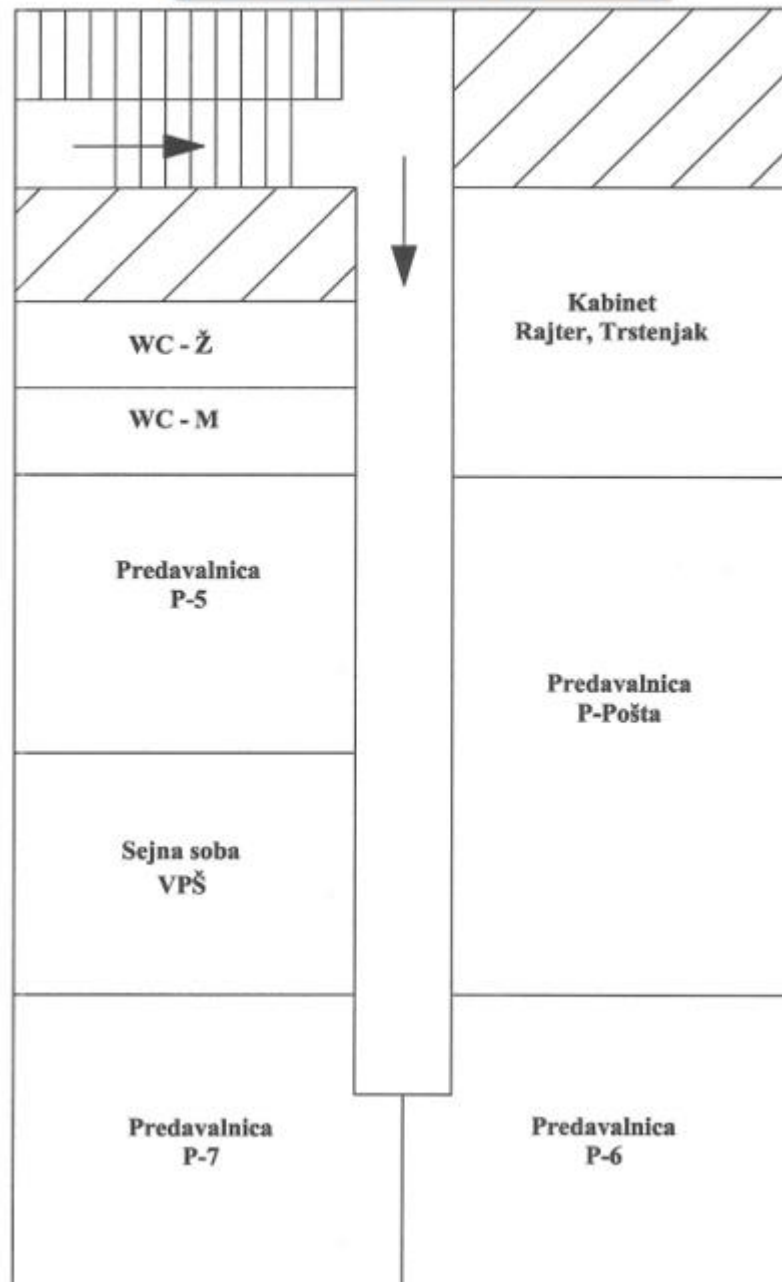 Kabinet
Rajter, Trstenjak
WC - Ž
WC - M
Predavalnica
P-5
Predavalnica
P-Pošta
Sejna soba
VPŠ
Predavalnica
P-7
Predavalnica
P-6